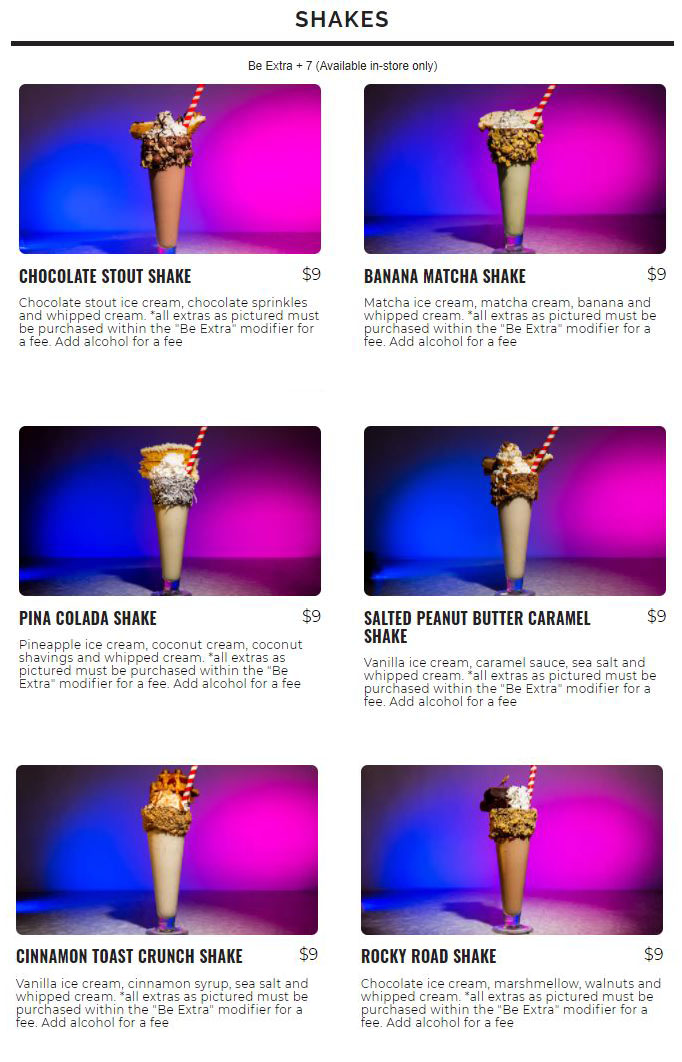 SHAKES
Be Extra + 7 (Available in-store only)
CHOCOLATE STOUT SHAKE $9
Chocolate stout ice cream, chocolate sprinkles
and whipped cream. *all extras as pictured must
be purchased within the "Be Extra" modifier for
a fee. Add alcohol for a fee
BANANA MATCHA SHAKE $9
Matcha ice cream, matcha cream, banana and
whipped cream. *all extras as pictured must be
purchased within the "Be Extra" modifier for a
fee. Add alcohol for a fee
PINA COLADA SHAKE $9
Pineapple ice cream, coconut cream, coconut
shavings and whipped cream. *all extras as
pictured must be purchased within the "Be
Extra" modifier for a fee. Add alcohol for a fee
SALTED PEANUT BUTTER CARAMEL $9
SHAKE
Vanilla ice cream, caramel sauce, sea salt and
whipped cream. *all extras as pictured must be
purchased within the "Be Extra" modifier for a
fee. Add alcohol for a fee
CINNAMON TOAST CRUNCH SHAKE $9
Vanilla ice cream, cinnamon syrup, sea salt and
whipped cream. *all extras as pictured must be
purchased within the "Be Extra" modifier for a
fee. Add alcohol for a fee
ROCKY ROAD SHAKE $9
Chocolate ice cream, marshmellow, walnuts and
whipped cream. *all extras as pictured must be
purchased within the "Be Extra" modifier for a
fee. Add alcohol for a fee